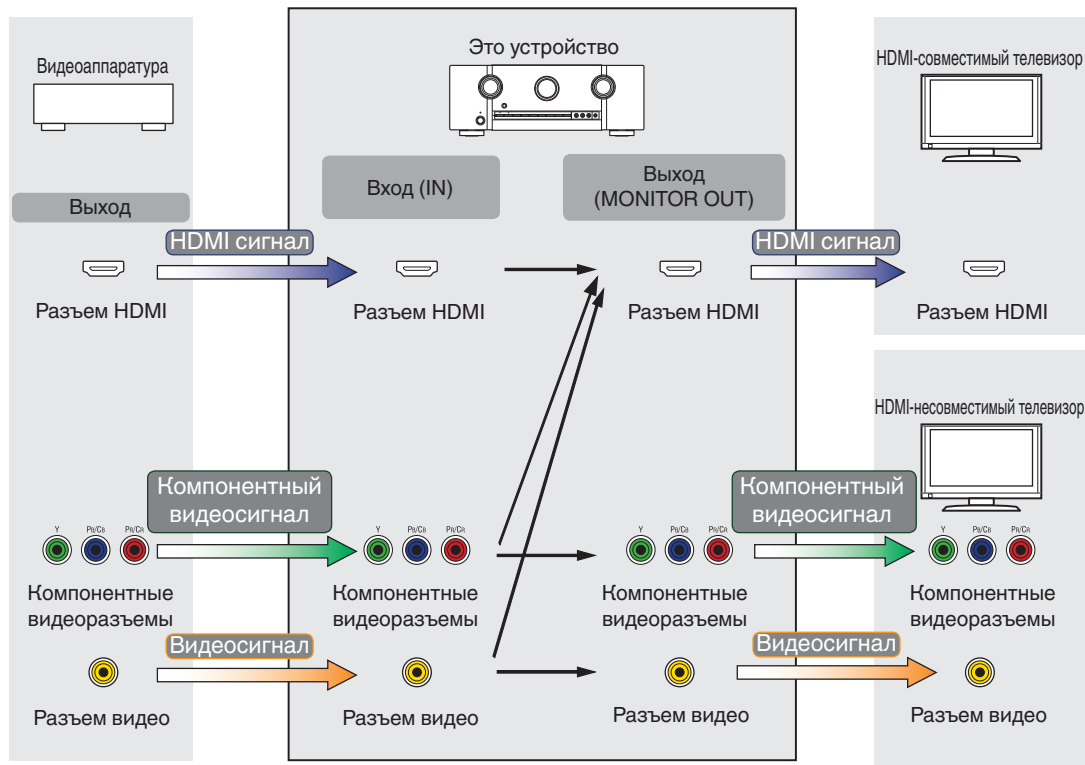 Это устройство
Видеоаппаратура
HDMI-совместимый телевизор
Вход (IN)
Выход
(MONITOR OUT)
Выход
HDMI сигнал
HDMI сигнал
Разъем HDMI
Разъем HDMI
Разъем HDMI
Разъем HDMI
HDMI-несовместимый телевизор
Компонентный
видеосигнал
Компонентный
видеосигнал
Y PB/CB PR/CR
Y PB/CB PR/CR
Y PB/CB PR/CR
Y PB/CB PR/CR
Компонентные
видеоразъемы
Компонентные
видеоразъемы
Компонентные
видеоразъемы
Компонентные
видеоразъемы
Видеосигнал
Видеосигнал
Разъем видео
Разъем видео
Разъем видео
Разъем видео